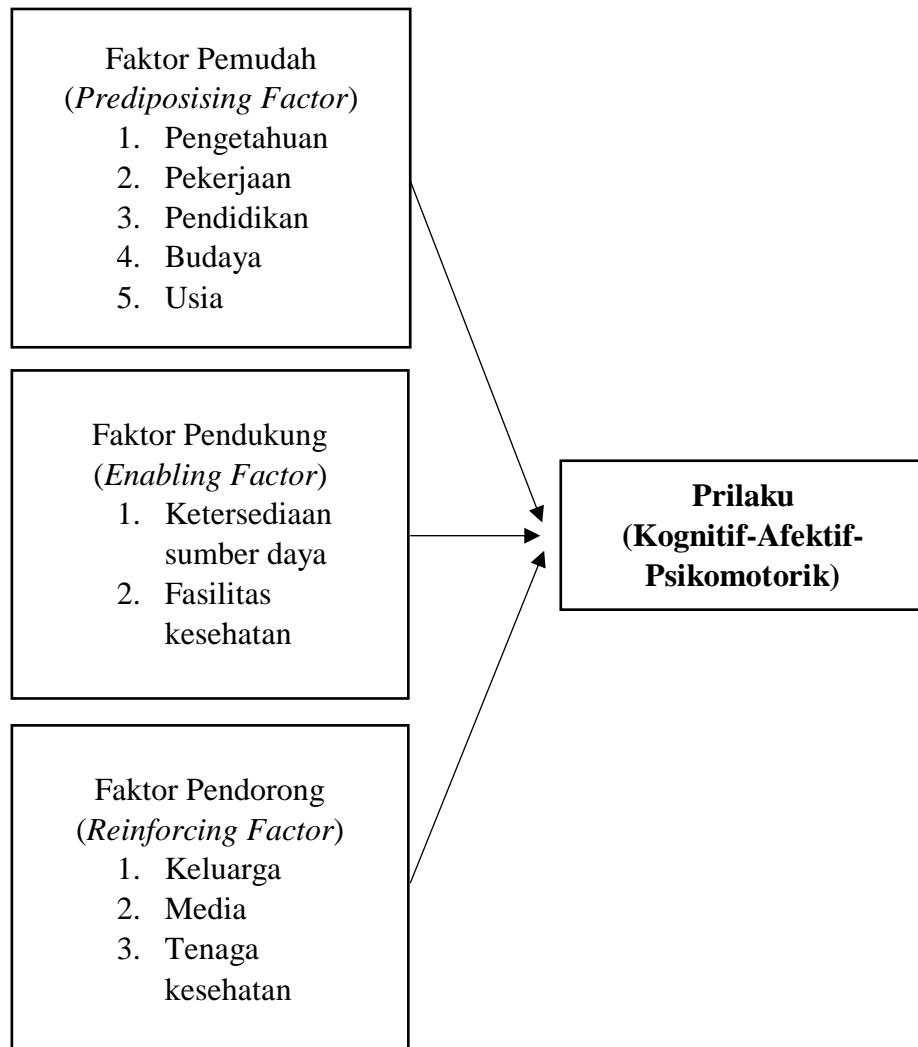 Faktor Pemudah
(Prediposising Factor)
1. Pengetahuan
2. Pekerjaan
3. Pendidikan
4. Budaya
5. Usia
Faktor Pendukung
(Enabling Factor)
1. Ketersediaan
sumber daya
2. Fasilitas
kesehatan
Faktor Pendorong
(Reinforcing Factor)
1. Keluarga
2. Media
3. Tenaga
kesehatan
Prilaku
(Kognitif-Afektif-
Psikomotorik)